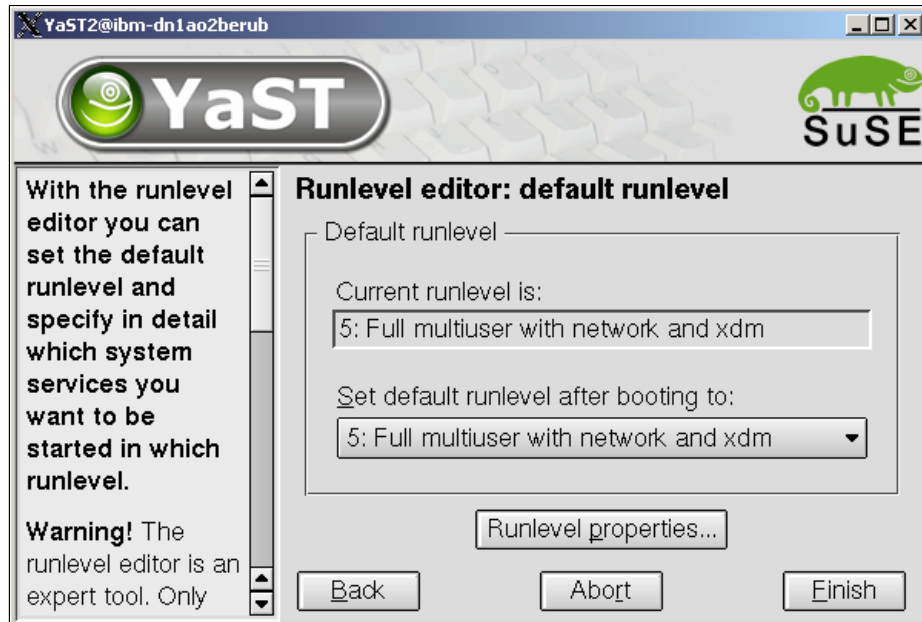 YaST2@ibm-dn1ao2berub
YaST
SuSE
With the runlevel
editor you can
set the default
runlevel and
specify in detail
which system
services you
want to be
started in which
runlevel.
Warning! The
runlevel editor is an
expert tool. Only
Runlevel editor: default runlevel
Default runlevel
Current runlevel is:
5: Full multiuser with network and xdm
Set default runlevel after booting to:
5: Full multiuser with network and xdm
Runlevel properties...
Back
Abort
Finish